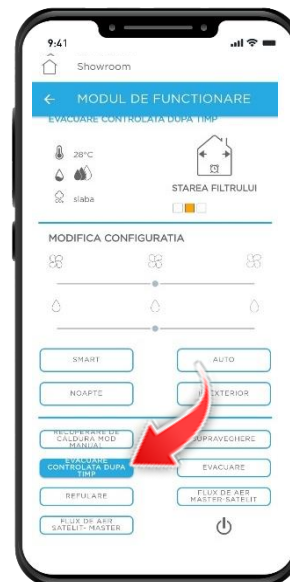 9:41
Showroom
← MODUL DE FUNCTIONARE
EVACUARE CONTROLATA DUPA TIMP
28°C
slaba
STAREA FILTRULUI
MODIFICA CONFIGURATIA
SMART
AUTO
NOAPTE
EXTERIOR
RECUPERARE DE
CALDURA MOD
MANUAL
SUPRAVEGHERE
EVACUARE
CONTROLATA DUPA
TIMP
EVACUARE
REFULARE
FLUX DE AER
MASTER-SATELIT
FLUX DE AER
SATELIT- MASTER